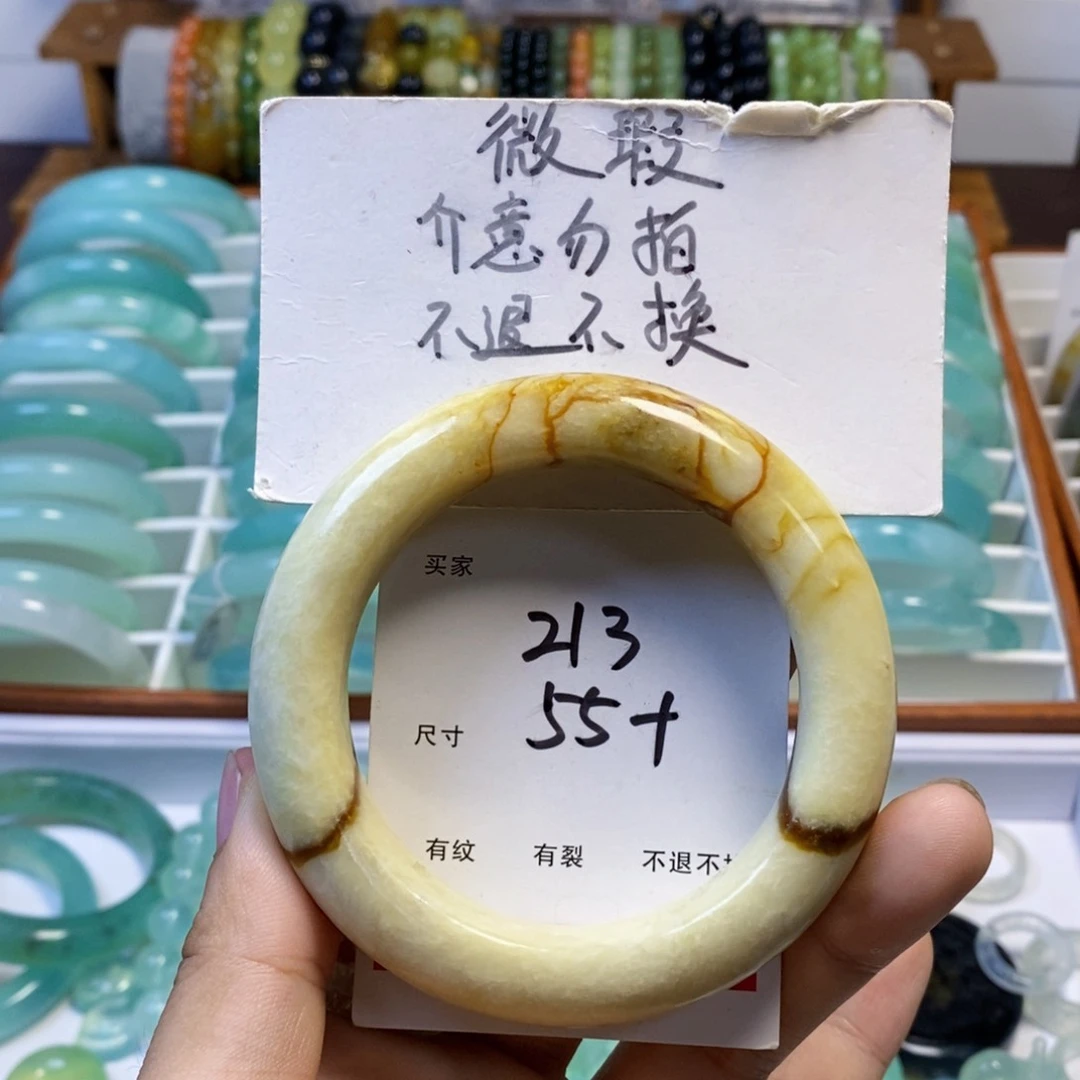 微瑕
介意勿拍
不退不换
买家
213
尺寸 55+
有纹 有裂 不退不